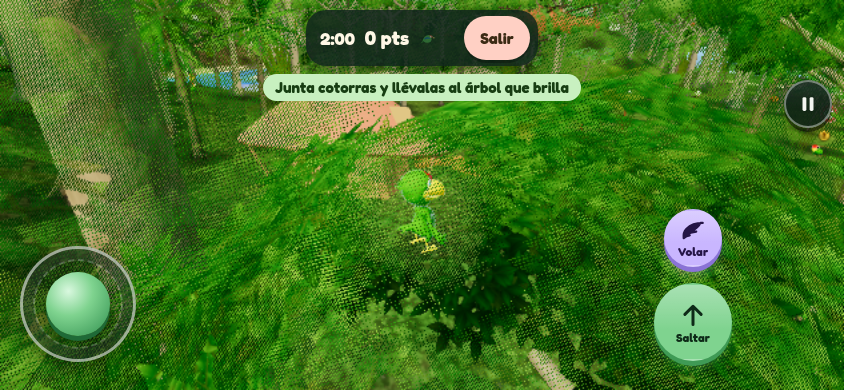 2:00 0 pts Salir
Junta cotorras y llévalas al árbol que brilla
Volar
Saltar